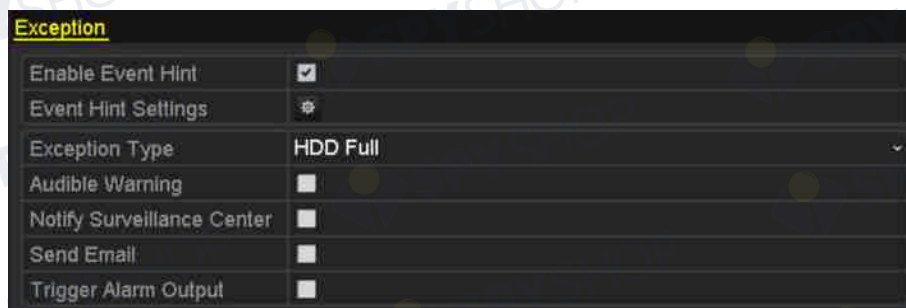 Exception
Enable Event Hint
Event Hint Settings
Exception Type HDD Full
Audible Warning
Notify Surveillance Center
Send Email
Trigger Alarm Output